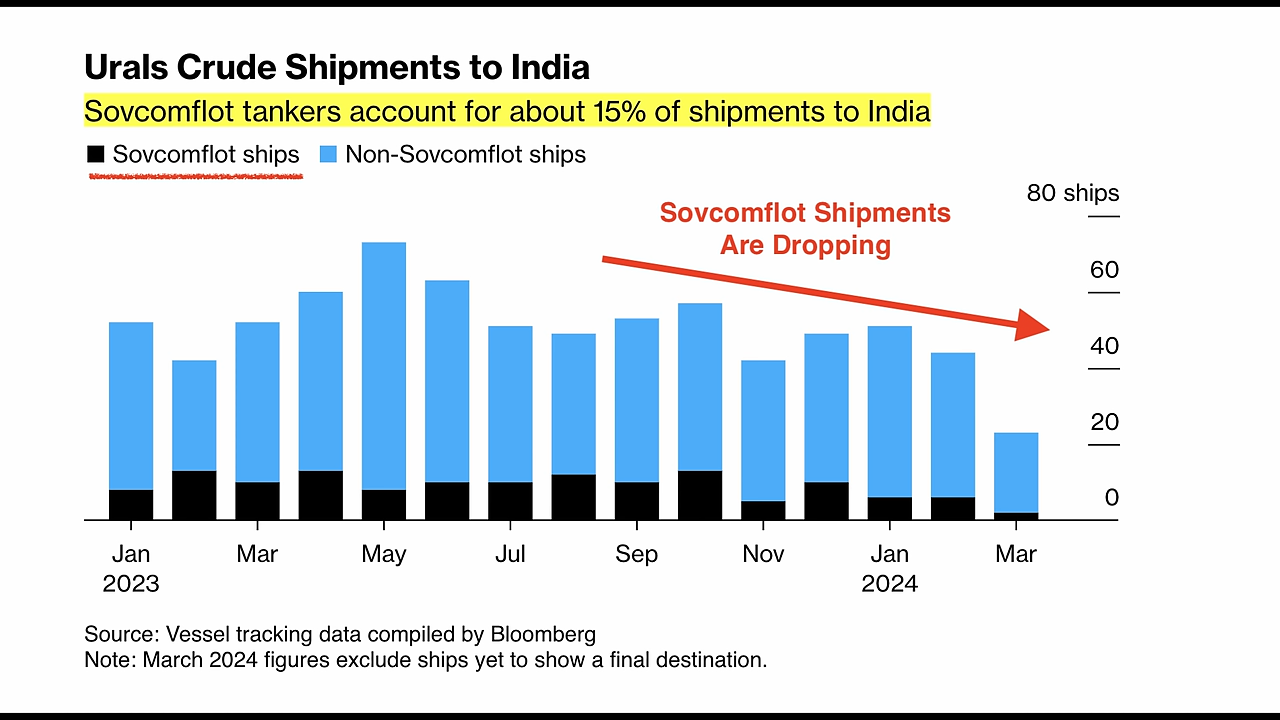 Urals Crude Shipments to India
Sovcomflot tankers account for about 15% of shipments to India
Sovcomflot ships Non-Sovcomflot ships
80 ships
Sovcomflot Shipments
Are Dropping
60
40
20
0
Jan Mar May Jul Sep Nov Jan Mar
2023 2024
Source: Vessel tracking data compiled by Bloomberg
Note: March 2024 figures exclude ships yet to show a final destination.